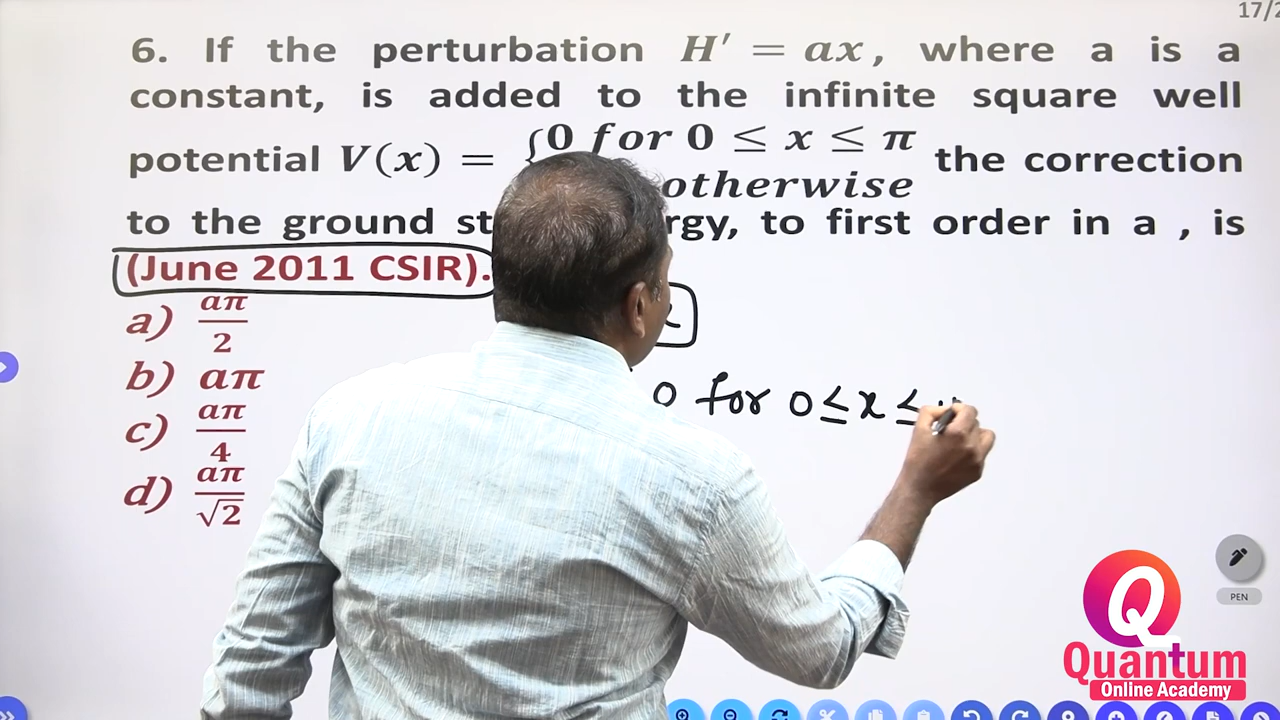 17/2
6. If the perturbation H′ = ax, where a is a
constant, is added to the infinite square well
potential V(x) = {0 for 0 ≤ x ≤ π the correction
otherwise
to the ground st rgy, to first order in a , is
(June 2011 CSIR).
a) aπ/2
b) aπ
c) aπ/4
d) aπ/√2
0 for 0 ≤ x ≤
PEN
Q
Quantum
Online Academy